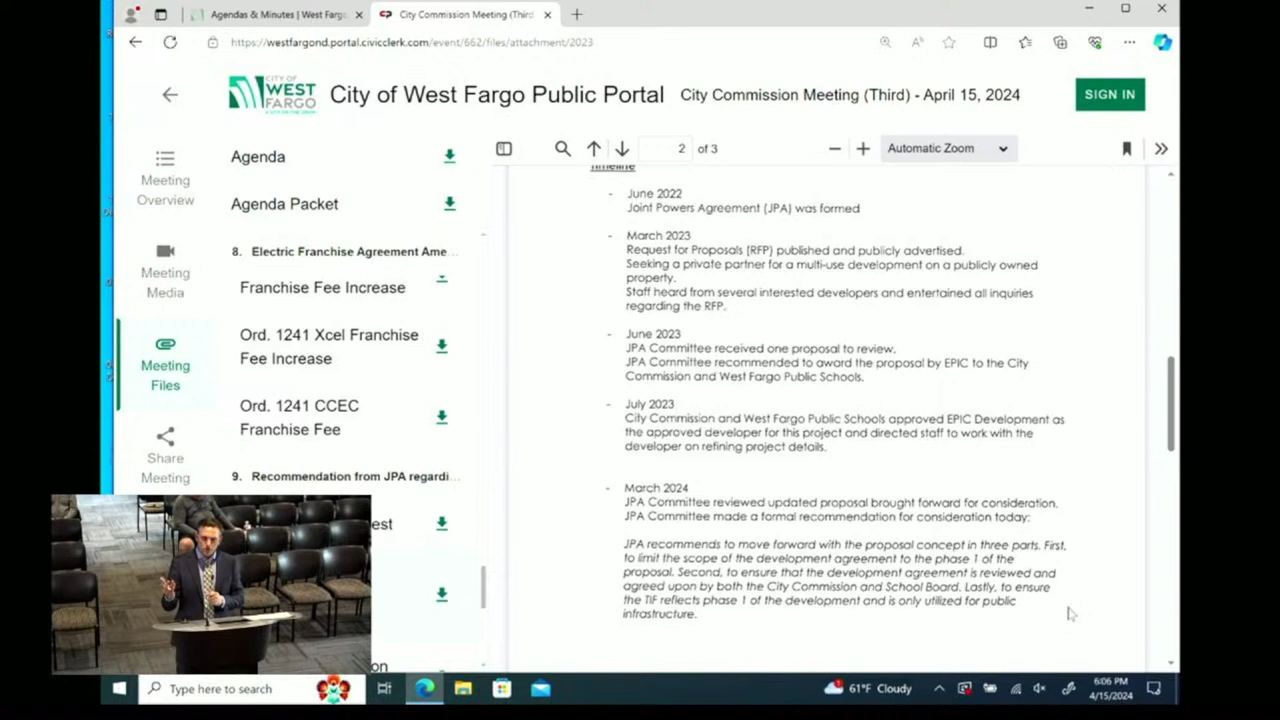 Agendas & Minutes | West Fargo
City Commission Meeting (Third)
https://westfargond.portal.civicclerk.com/event/662/files/attachment/2023
CITY OF
WEST
FARGO
City of West Fargo Public Portal
City Commission Meeting (Third) - April 15, 2024
SIGN IN
Meeting
Overview
Meeting
Media
Meeting
Files
Share
Meeting
Agenda
Agenda Packet
8. Electric Franchise Agreement Ame...
Franchise Fee Increase
Ord. 1241 Xcel Franchise
Fee Increase
Ord. 1241 CCEC
Franchise Fee
9. Recommendation from JPA regardi...
est
on
2 of 3
Automatic Zoom
Timeline
- June 2022
Joint Powers Agreement (JPA) was formed
- March 2023
Request for Proposals (RFP) published and publicly advertised.
Seeking a private partner for a multi-use development on a publicly owned
property.
Staff heard from several interested developers and entertained all inquiries
regarding the RFP.
- June 2023
JPA Committee received one proposal to review.
JPA Committee recommended to award the proposal by EPIC to the City
Commission and West Fargo Public Schools.
- July 2023
City Commission and West Fargo Public Schools approved EPIC Development as
the approved developer for this project and directed staff to work with the
developer on refining project details.
- March 2024
JPA Committee reviewed updated proposal brought forward for consideration.
JPA Committee made a formal recommendation for consideration today:
JPA recommends to move forward with the proposal concept in three parts. First,
to limit the scope of the development agreement to the phase 1 of the
proposal. Second, to ensure that the development agreement is reviewed and
agreed upon by both the City Commission and School Board. Lastly, to ensure
the TIF reflects phase 1 of the development and is only utilized for public
infrastructure.
Type here to search
61°F Cloudy
6:06 PM
4/15/2024